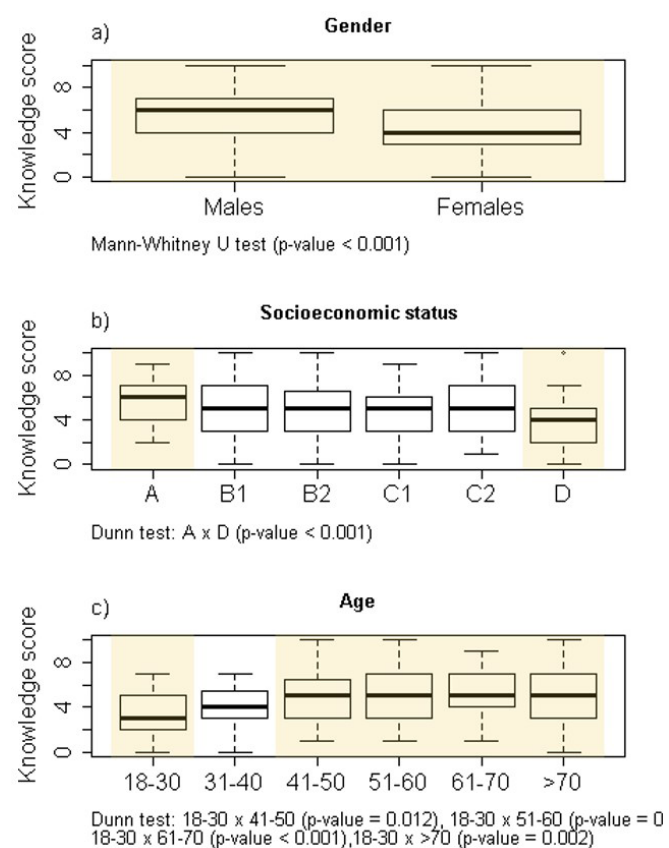 a)
Gender
Knowledge score
0 4 8
Males Females
Mann-Whitney U test (p-value < 0.001)
b)
Socioeconomic status
Knowledge score
0 4 8
A B1 B2 C1 C2 D
Dunn test: A x D (p-value < 0.001)
c)
Age
Knowledge score
0 4 8
18-30 31-40 41-50 51-60 61-70 >70
Dunn test: 18-30 x 41-50 (p-value = 0.012), 18-30 x 51-60 (p-value = 0
18-30 x 61-70 (p-value < 0.001),18-30 x >70 (p-value = 0.002)